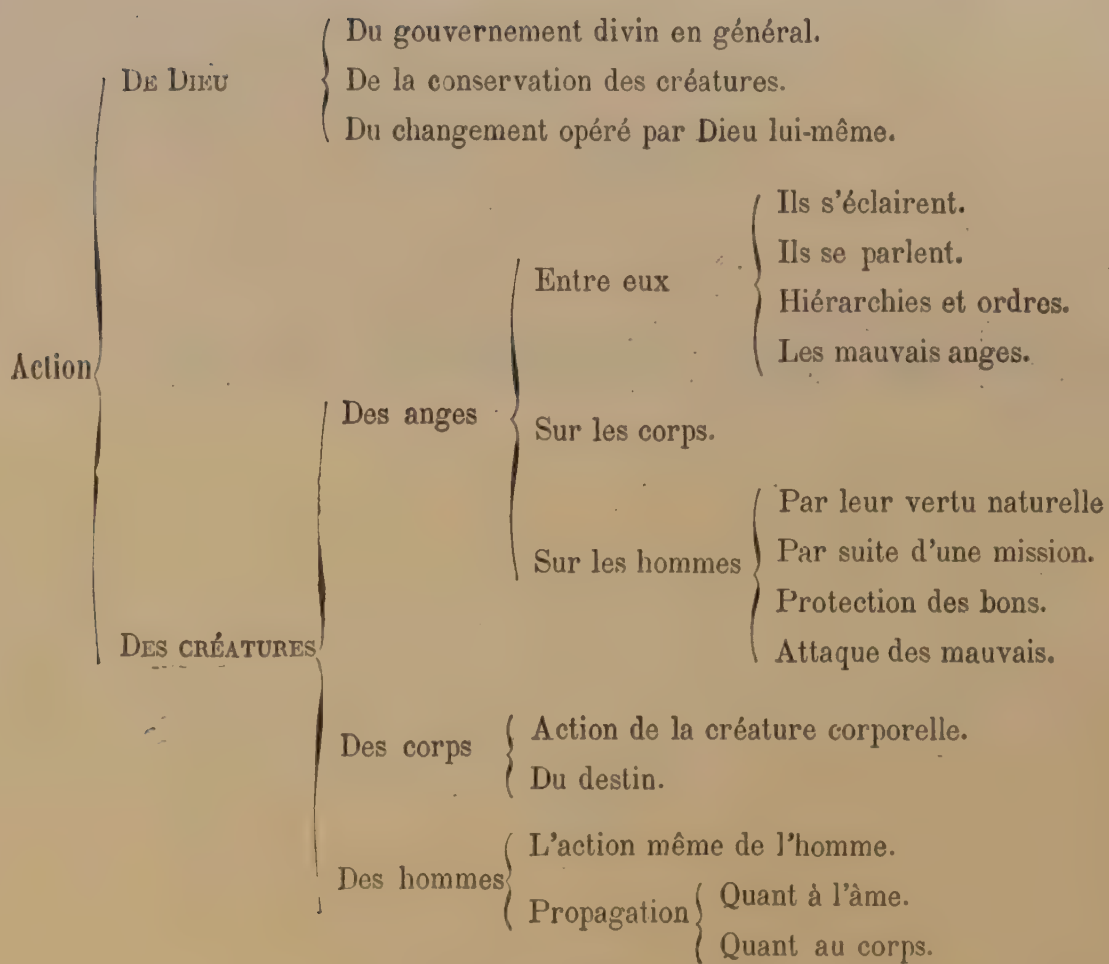 Action
DE DIEU
Du gouvernement divin en général.
De la conservation des créatures.
Du changement opéré par Dieu lui-même.
DES CRÉATURES
Des anges
Entre eux
Ils s'éclairent.
Ils se parlent.
Hiérarchies et ordres.
Les mauvais anges.
Sur les corps.
Sur les hommes
Par leur vertu naturelle
Par suite d'une mission.
Protection des bons.
Attaque des mauvais.
Des corps
Action de la créature corporelle.
Du destin.
Des hommes
L'action même de l'homme.
Propagation
Quant à l'âme.
Quant au corps.